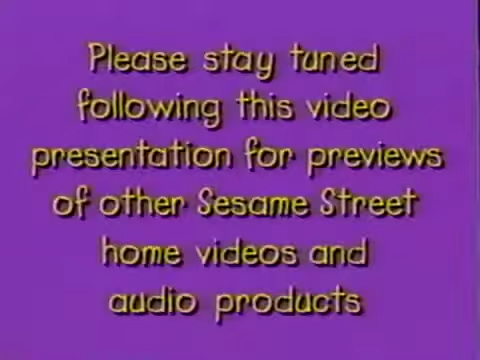 Please stay tuned
following this video
presentation for previews
of other Sesame Street
home videos and
audio products